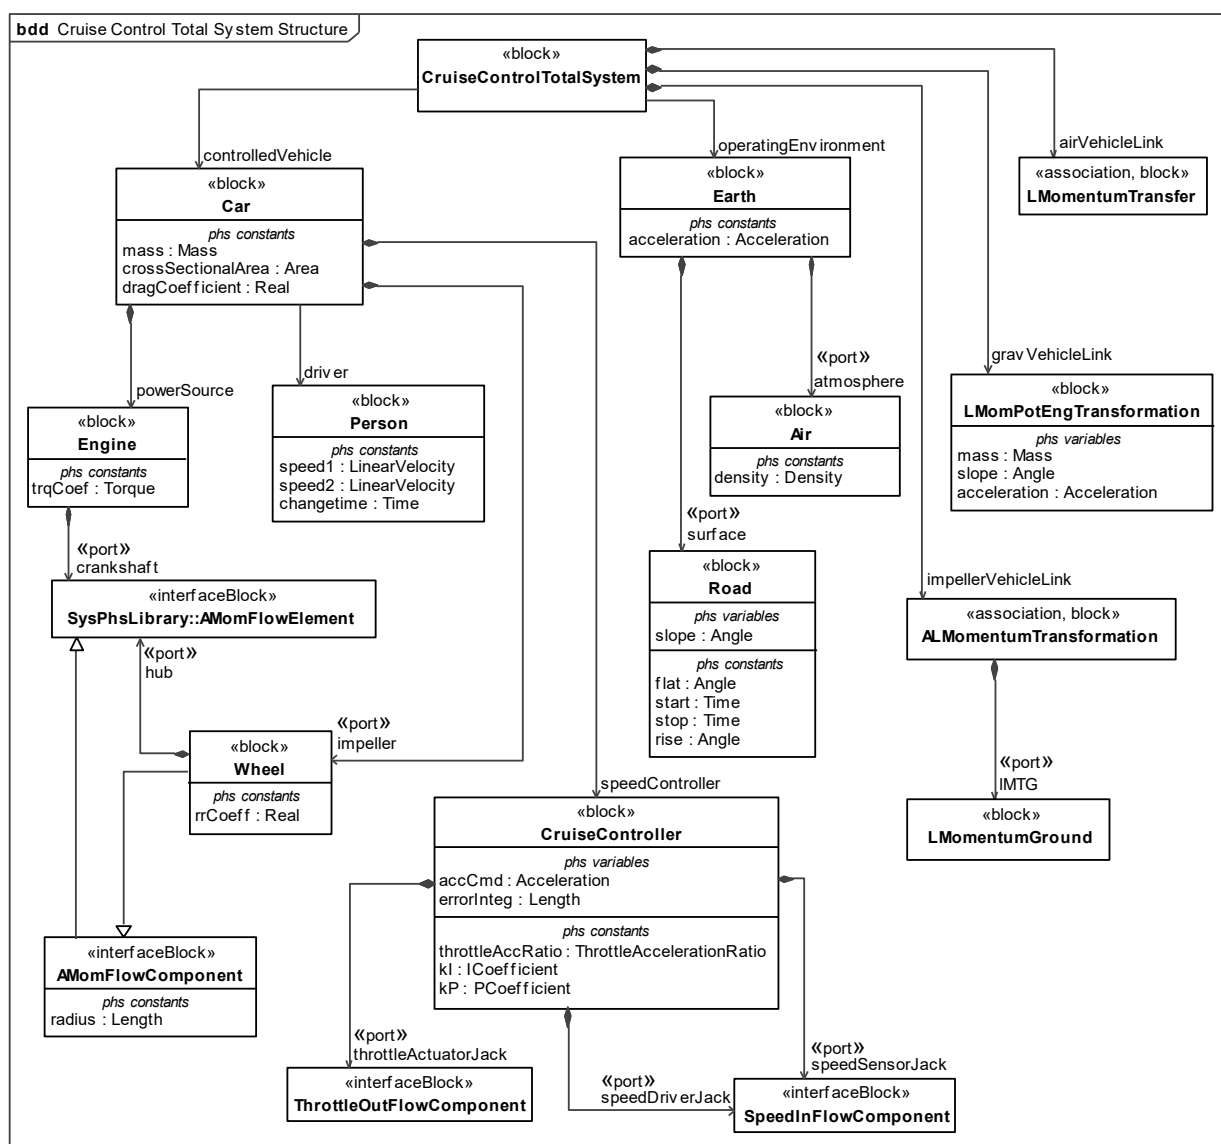 bdd Cruise Control Total System Structure
«block»
CruiseControlTotalSystem
controlledVehicle
operatingEnvironment
airVehicleLink
«block»
Car
phs constants
mass : Mass
crossSectionalArea : Area
dragCoefficient : Real
«block»
Earth
phs constants
acceleration : Acceleration
«association, block»
LMomentumTransfer
powerSource
driver
«port»
atmosphere
gravVehicleLink
«block»
Engine
phs constants
trqCoef : Torque
«block»
Person
phs constants
speed1 : LinearVelocity
speed2 : LinearVelocity
changetime : Time
«block»
Air
phs constants
density : Density
«block»
LMomPotEngTransformation
phs variables
mass : Mass
slope : Angle
acceleration : Acceleration
«port»
crankshaft
«port»
surface
impellerVehicleLink
«interfaceBlock»
SysPhsLibrary::AMomFlowElement
«block»
Road
phs variables
slope : Angle
phs constants
flat : Angle
start : Time
stop : Time
rise : Angle
«association, block»
ALMomentumTransformation
«port»
hub
«port»
impeller
«block»
Wheel
phs constants
rrCoeff : Real
speedController
«port»
lMTG
«block»
CruiseController
phs variables
accCmd : Acceleration
errorInteg : Length
phs constants
throttleAccRatio : ThrottleAccelerationRatio
kI : ICoefficient
kP : PCoefficient
«block»
LMomentumGround
«interfaceBlock»
AMomFlowComponent
phs constants
radius : Length
«port»
throttleActuatorJack
«port»
speedSensorJack
«port»
speedDriverJack
«interfaceBlock»
ThrottleOutFlowComponent
«interfaceBlock»
SpeedInFlowComponent